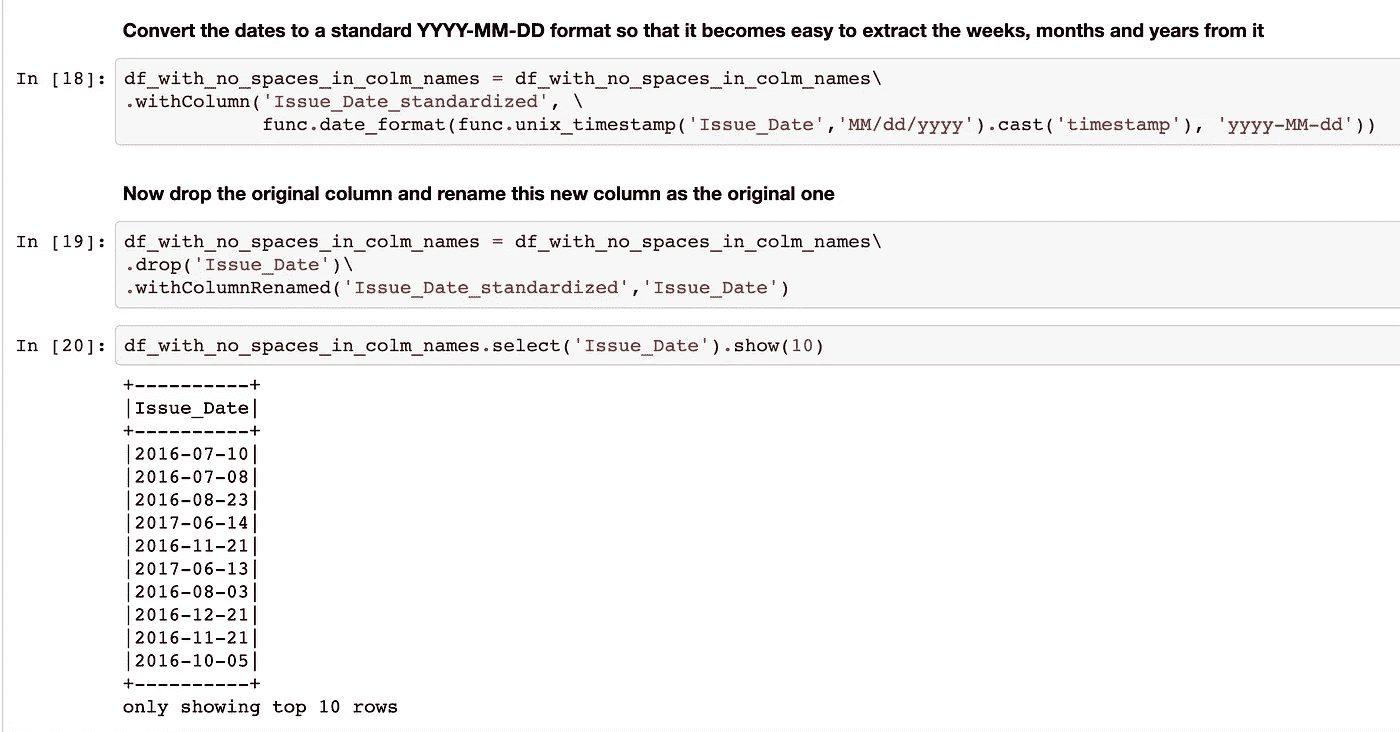 Convert the dates to a standard YYYY-MM-DD format so that it becomes easy to extract the weeks, months and years from it
In [18]: df_with_no_spaces_in_colm_names = df_with_no_spaces_in_colm_names\
.withColumn('Issue_Date_standardized', \
func.date_format(func.unix_timestamp('Issue_Date','MM/dd/yyyy').cast('timestamp'), 'yyyy-MM-dd'))
Now drop the original column and rename this new column as the original one
In [19]: df_with_no_spaces_in_colm_names = df_with_no_spaces_in_colm_names\
.drop('Issue_Date')\
.withColumnRenamed('Issue_Date_standardized','Issue_Date')
In [20]: df_with_no_spaces_in_colm_names.select('Issue_Date').show(10)
+----------+
|Issue_Date|
+----------+
|2016-07-10|
|2016-07-08|
|2016-08-23|
|2017-06-14|
|2016-11-21|
|2017-06-13|
|2016-08-03|
|2016-12-21|
|2016-11-21|
|2016-10-05|
+----------+
only showing top 10 rows